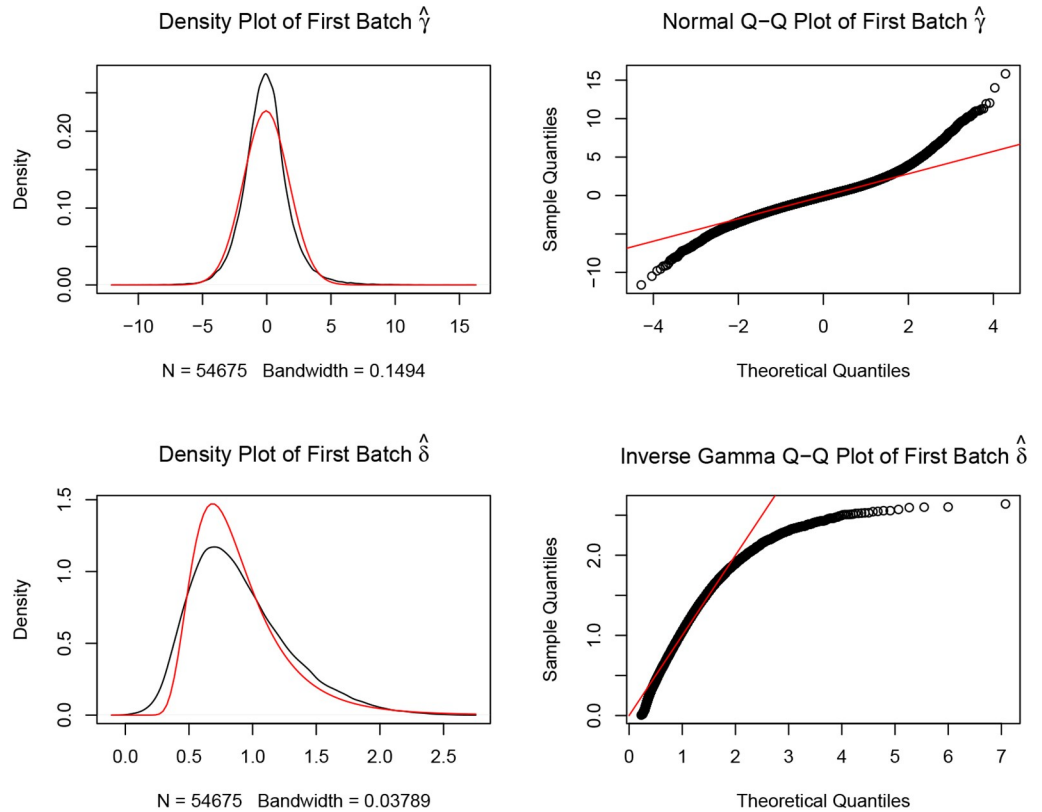 Density Plot of First Batch γ̂
Density
0.00 0.10 0.20
−10 −5 0 5 10 15
N = 54675 Bandwidth = 0.1494
Normal Q−Q Plot of First Batch γ̂
Sample Quantiles
−10 0 5 10 15
−4 −2 0 2 4
Theoretical Quantiles
Density Plot of First Batch δ̂
Density
0.0 0.5 1.0 1.5
0.0 0.5 1.0 1.5 2.0 2.5
N = 54675 Bandwidth = 0.03789
Inverse Gamma Q−Q Plot of First Batch δ̂
Sample Quantiles
0.0 1.0 2.0
0 1 2 3 4 5 6 7
Theoretical Quantiles